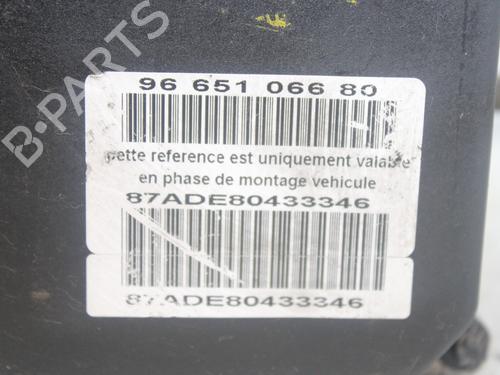 B-PARTS
96 651 066 80
cette reference est uniquement valable
en phase de montage vehicule
87ADE80433346
87ADE80433346